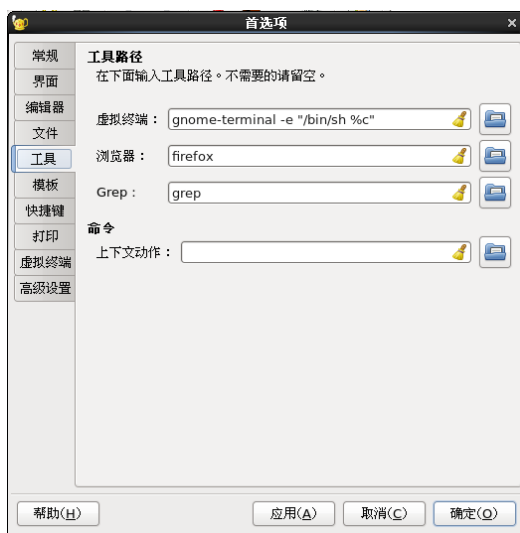 首选项
常规
界面
编辑器
文件
工具
模板
快捷键
打印
虚拟终端
高级设置
工具路径
在下面输入工具路径。不需要的请留空。
虚拟终端： gnome-terminal -e "/bin/sh %c"
浏览器： firefox
Grep： grep
命令
上下文动作：
帮助(H) 应用(A) 取消(C) 确定(O)